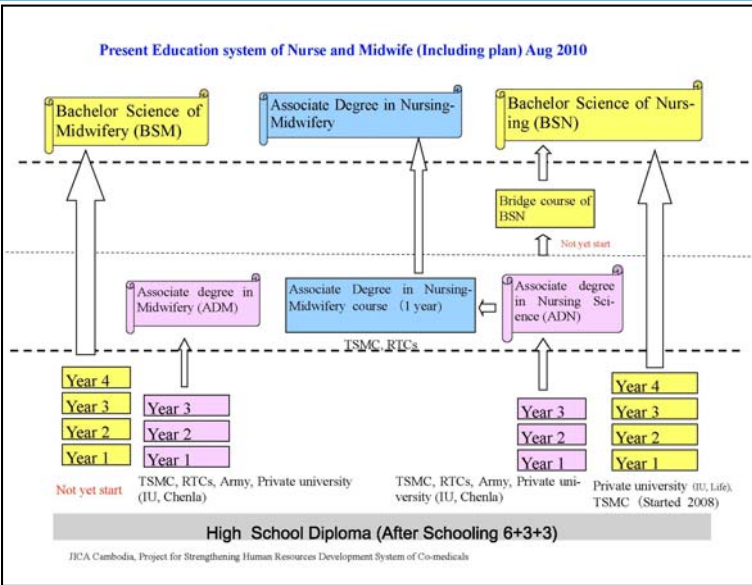 Present Education system of Nurse and Midwife (Including plan) Aug 2010
Bachelor Science of
Midwifery (BSM)
Associate Degree in Nursing-
Midwifery
Bachelor Science of Nurs-
ing (BSN)
Bridge course of
BSN
Not yet start
Associate degree in
Midwifery (ADM)
Associate Degree in Nursing-
Midwifery course (1 year)
Associate degree
in Nursing Sci-
ence (ADN)
TSMC, RTCs
Year 4
Year 3
Year 2
Year 1
Not yet start
Year 3
Year 2
Year 1
TSMC, RTCs, Army, Private university
(IU, Chenla)
Year 3
Year 2
Year 1
TSMC, RTCs, Army, Private uni-
versity (IU, Chenla)
Year 4
Year 3
Year 2
Year 1
Private university (IU, Life),
TSMC (Started 2008)
High School Diploma (After Schooling 6+3+3)
JICA Cambodia, Project for Strengthening Human Resources Development System of Co-medicals